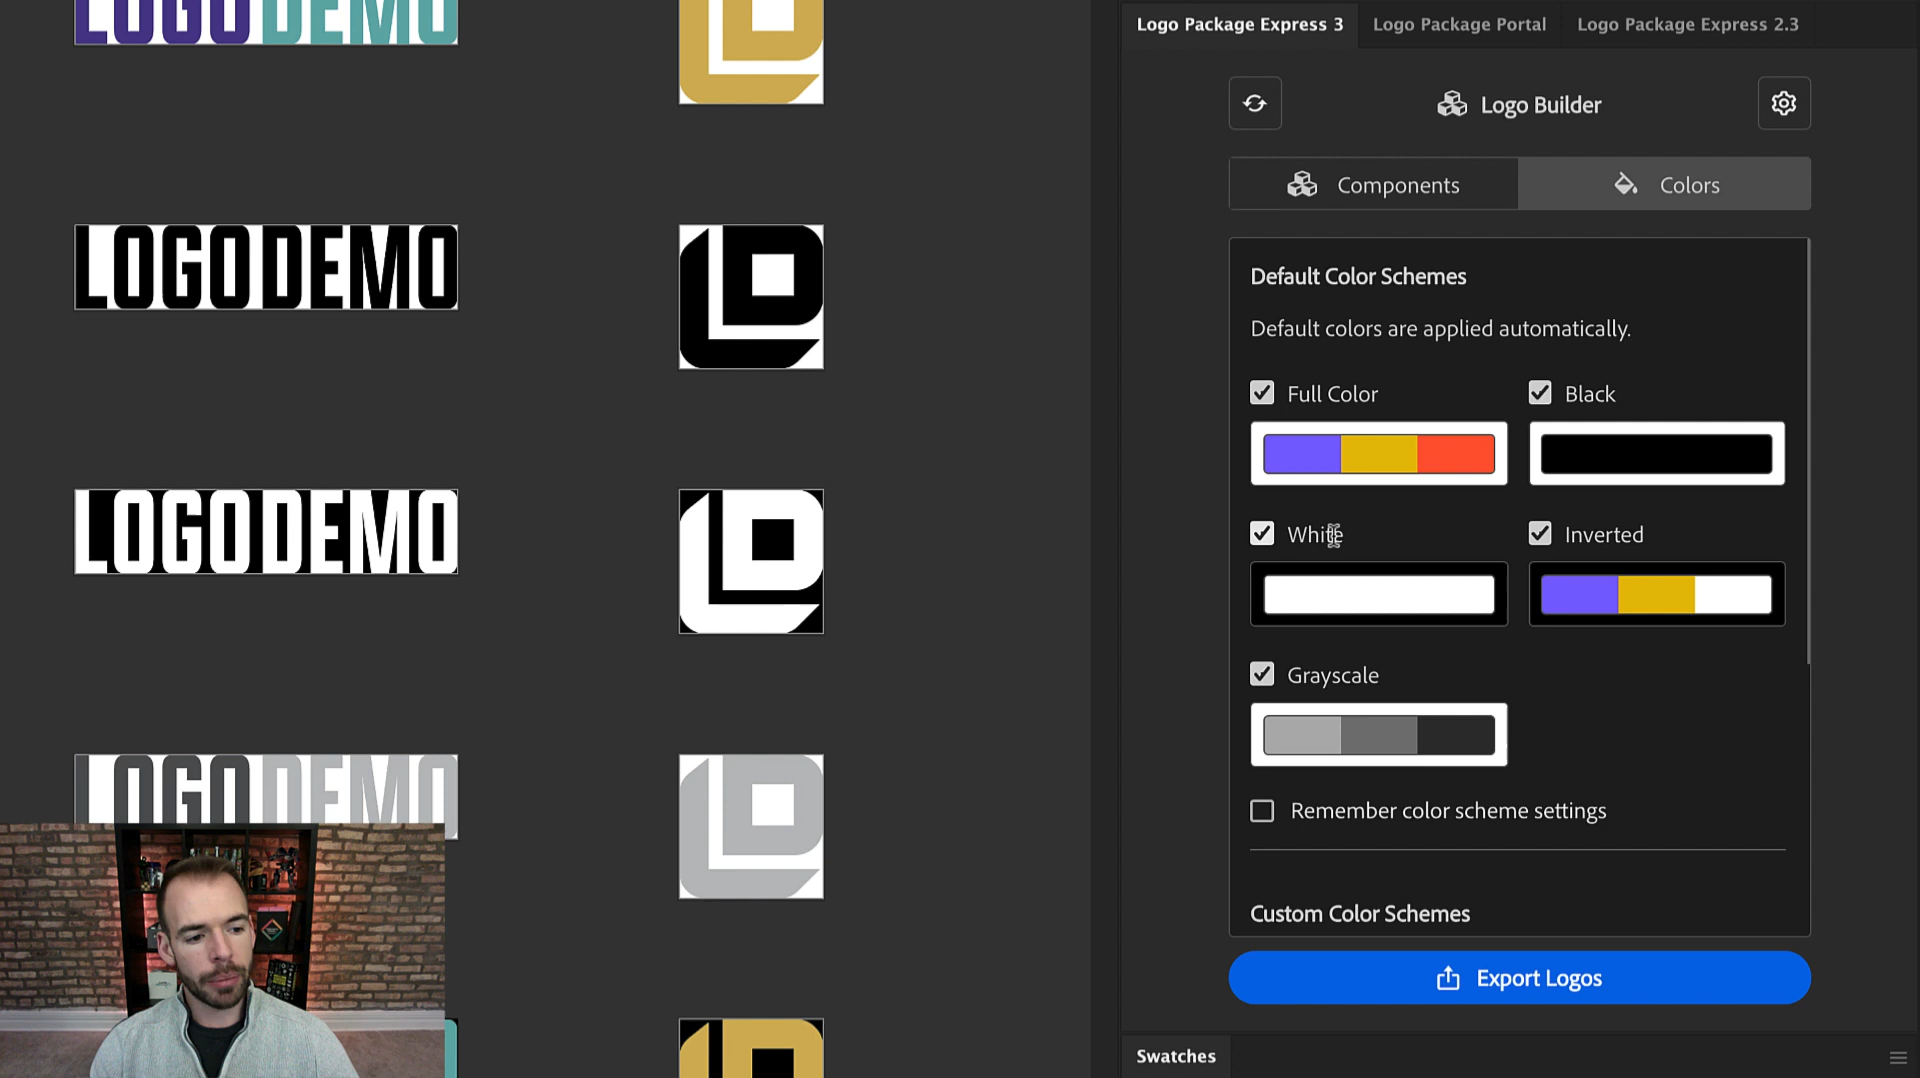 LOGODEMO
Logo Package Express 3
Logo Package Portal
Logo Package Express 2.3
Logo Builder
Components
Colors
LOGODEMO
Default Color Schemes
Default colors are applied automatically.
Full Color
Black
LOGODEMO
White
Inverted
Grayscale
LOGODEMO
Remember color scheme settings
Custom Color Schemes
Export Logos
Swatches